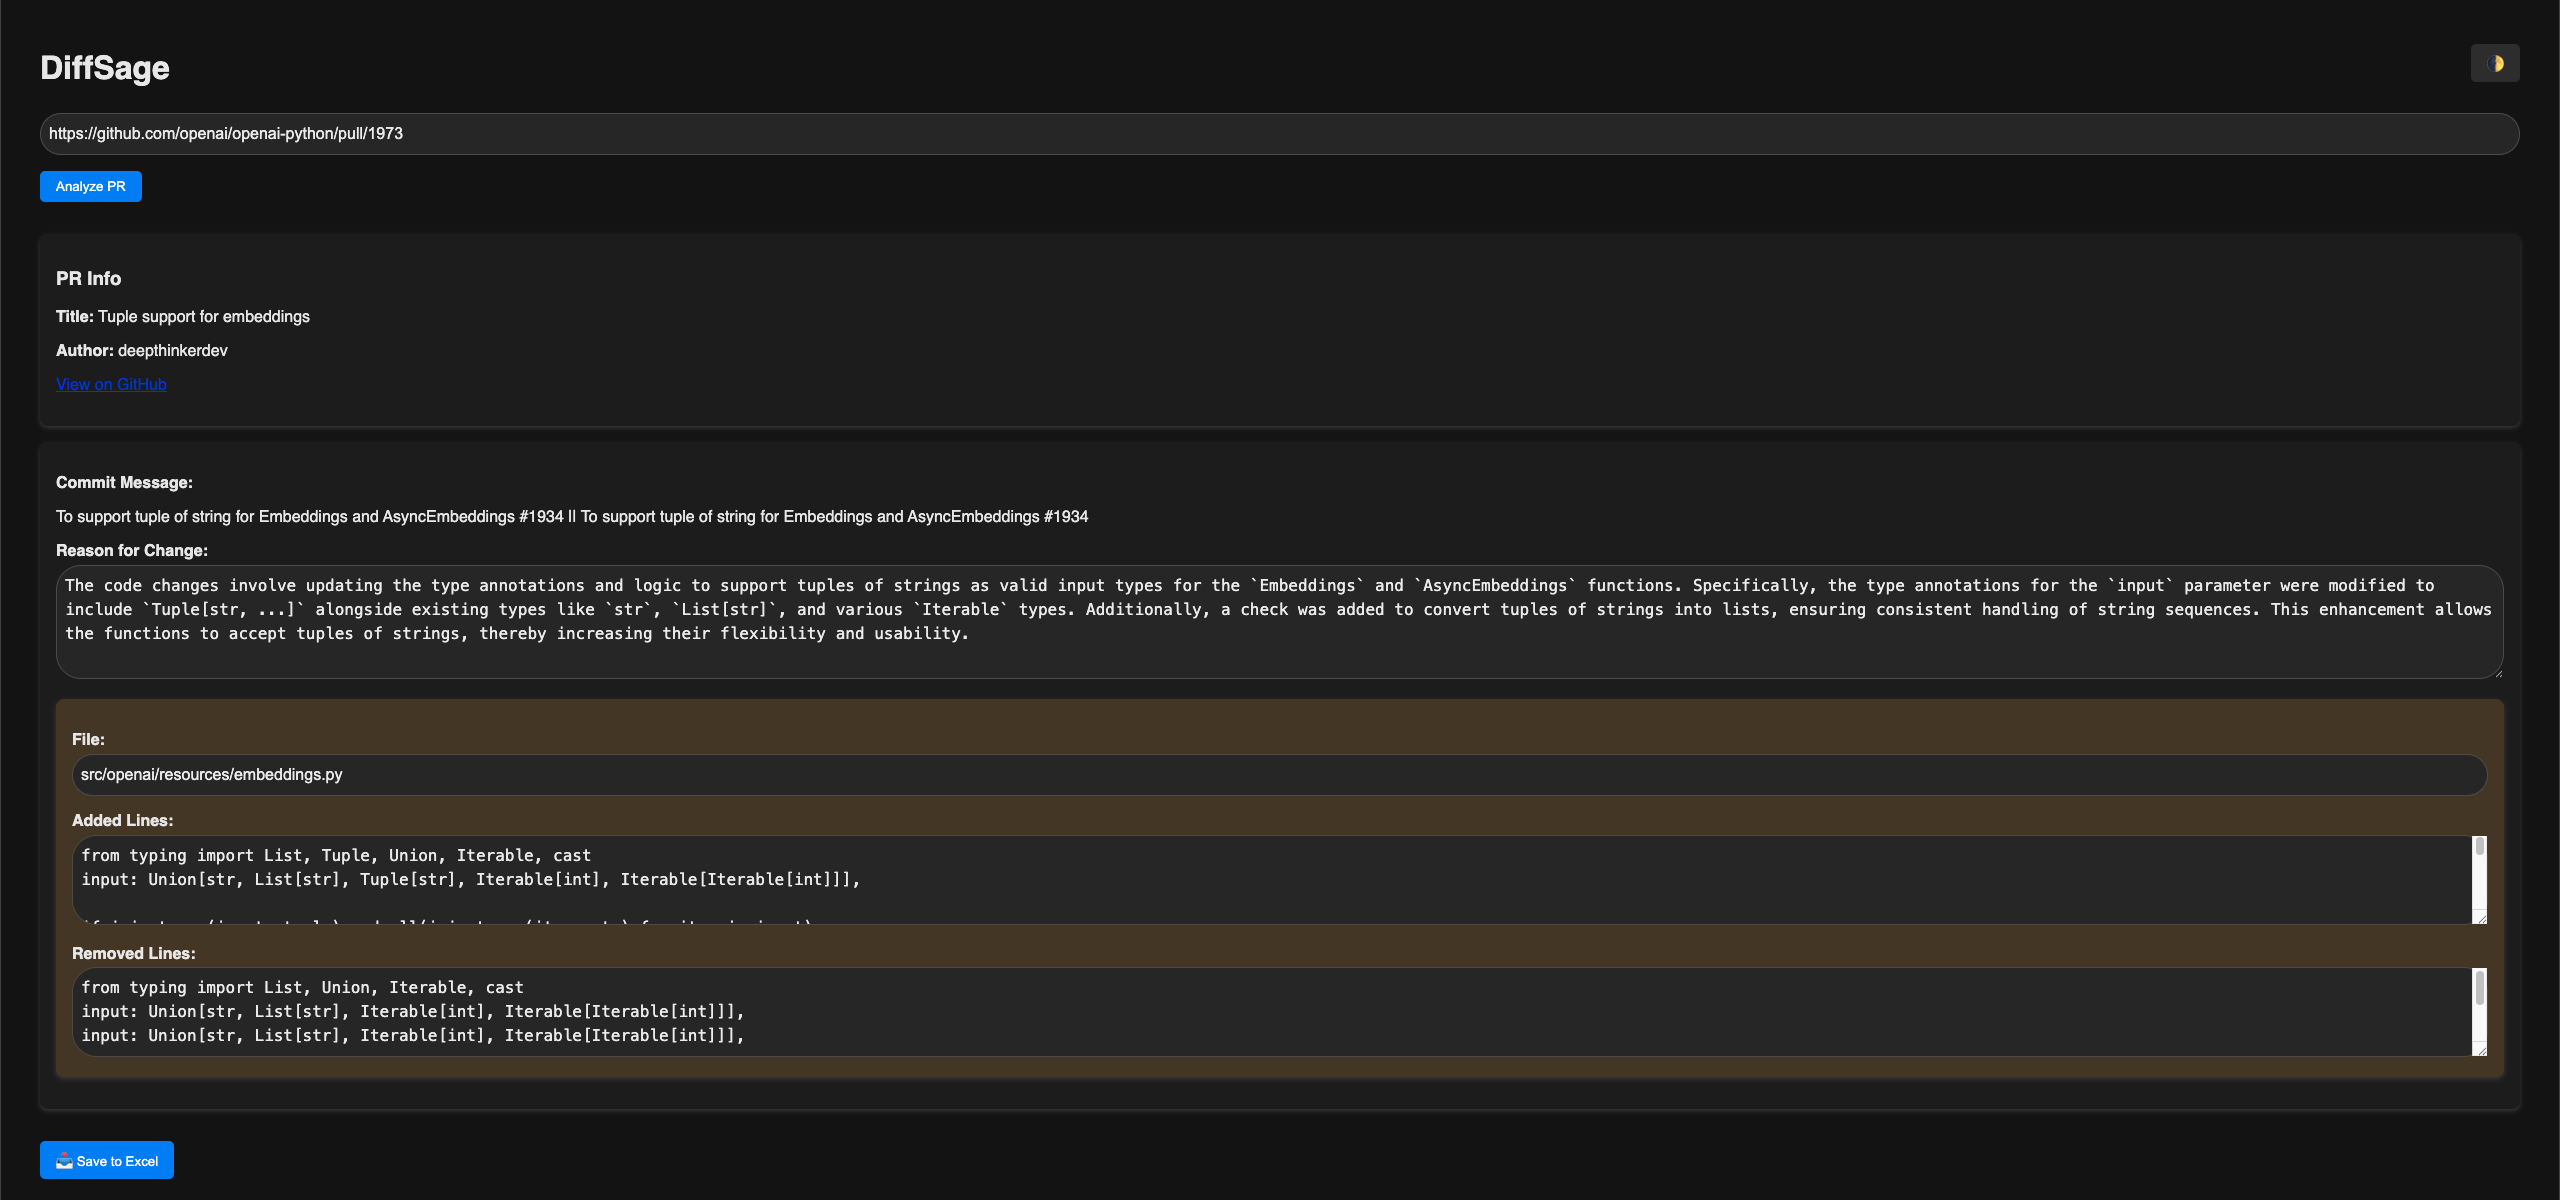 DiffSage
https://github.com/openai/openai-python/pull/1973
Analyze PR
PR Info
Title: Tuple support for embeddings
Author: deepthinkerdev
View on GitHub
Commit Message:
To support tuple of string for Embeddings and AsyncEmbeddings #1934 || To support tuple of string for Embeddings and AsyncEmbeddings #1934
Reason for Change:
The code changes involve updating the type annotations and logic to support tuples of strings as valid input types for the `Embeddings` and `AsyncEmbeddings` functions. Specifically, the type annotations for the `input` parameter were modified to
include `Tuple[str, ...]` alongside existing types like `str`, `List[str]`, and various `Iterable` types. Additionally, a check was added to convert tuples of strings into lists, ensuring consistent handling of string sequences. This enhancement allows
the functions to accept tuples of strings, thereby increasing their flexibility and usability.
File:
src/openai/resources/embeddings.py
Added Lines:
from typing import List, Tuple, Union, Iterable, cast
input: Union[str, List[str], Tuple[str], Iterable[int], Iterable[Iterable[int]]],
Removed Lines:
from typing import List, Union, Iterable, cast
input: Union[str, List[str], Iterable[int], Iterable[Iterable[int]]],
input: Union[str, List[str], Iterable[int], Iterable[Iterable[int]]],
Save to Excel